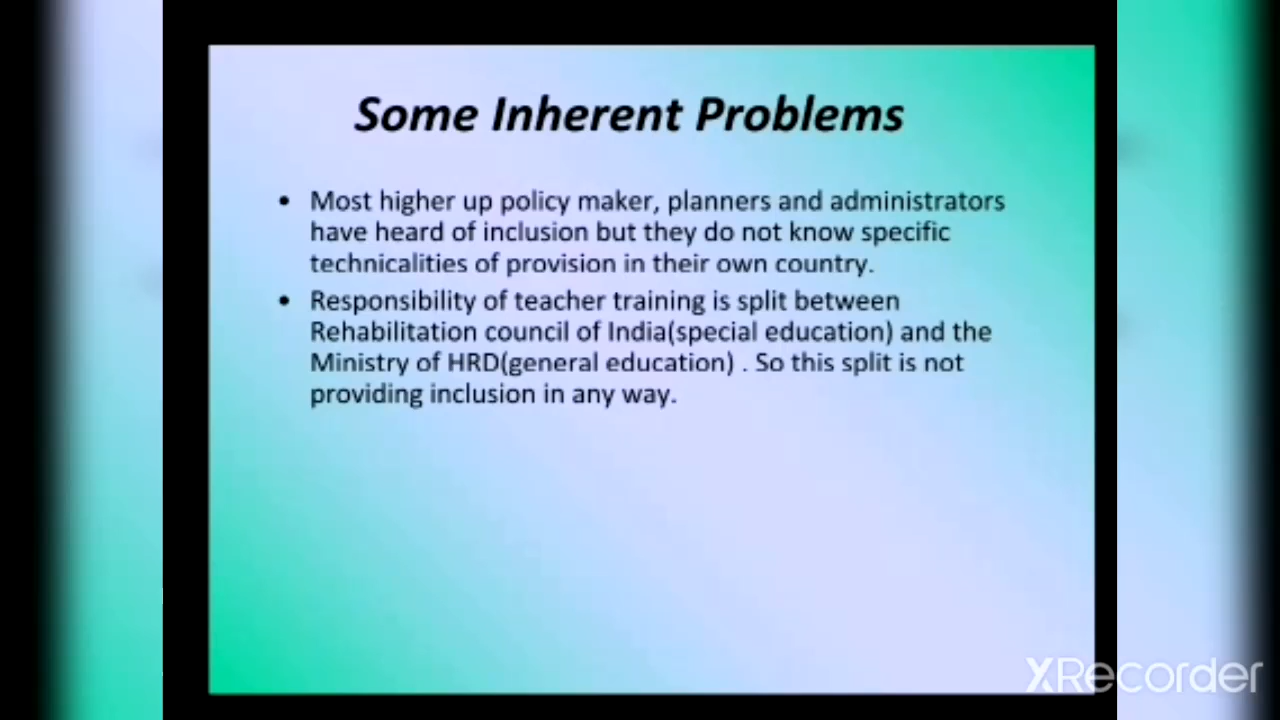 Some Inherent Problems
• Most higher up policy maker, planners and administrators
have heard of inclusion but they do not know specific
technicalities of provision in their own country.
• Responsibility of teacher training is split between
Rehabilitation council of India(special education) and the
Ministry of HRD(general education) . So this split is not
providing inclusion in any way.
XRecorder